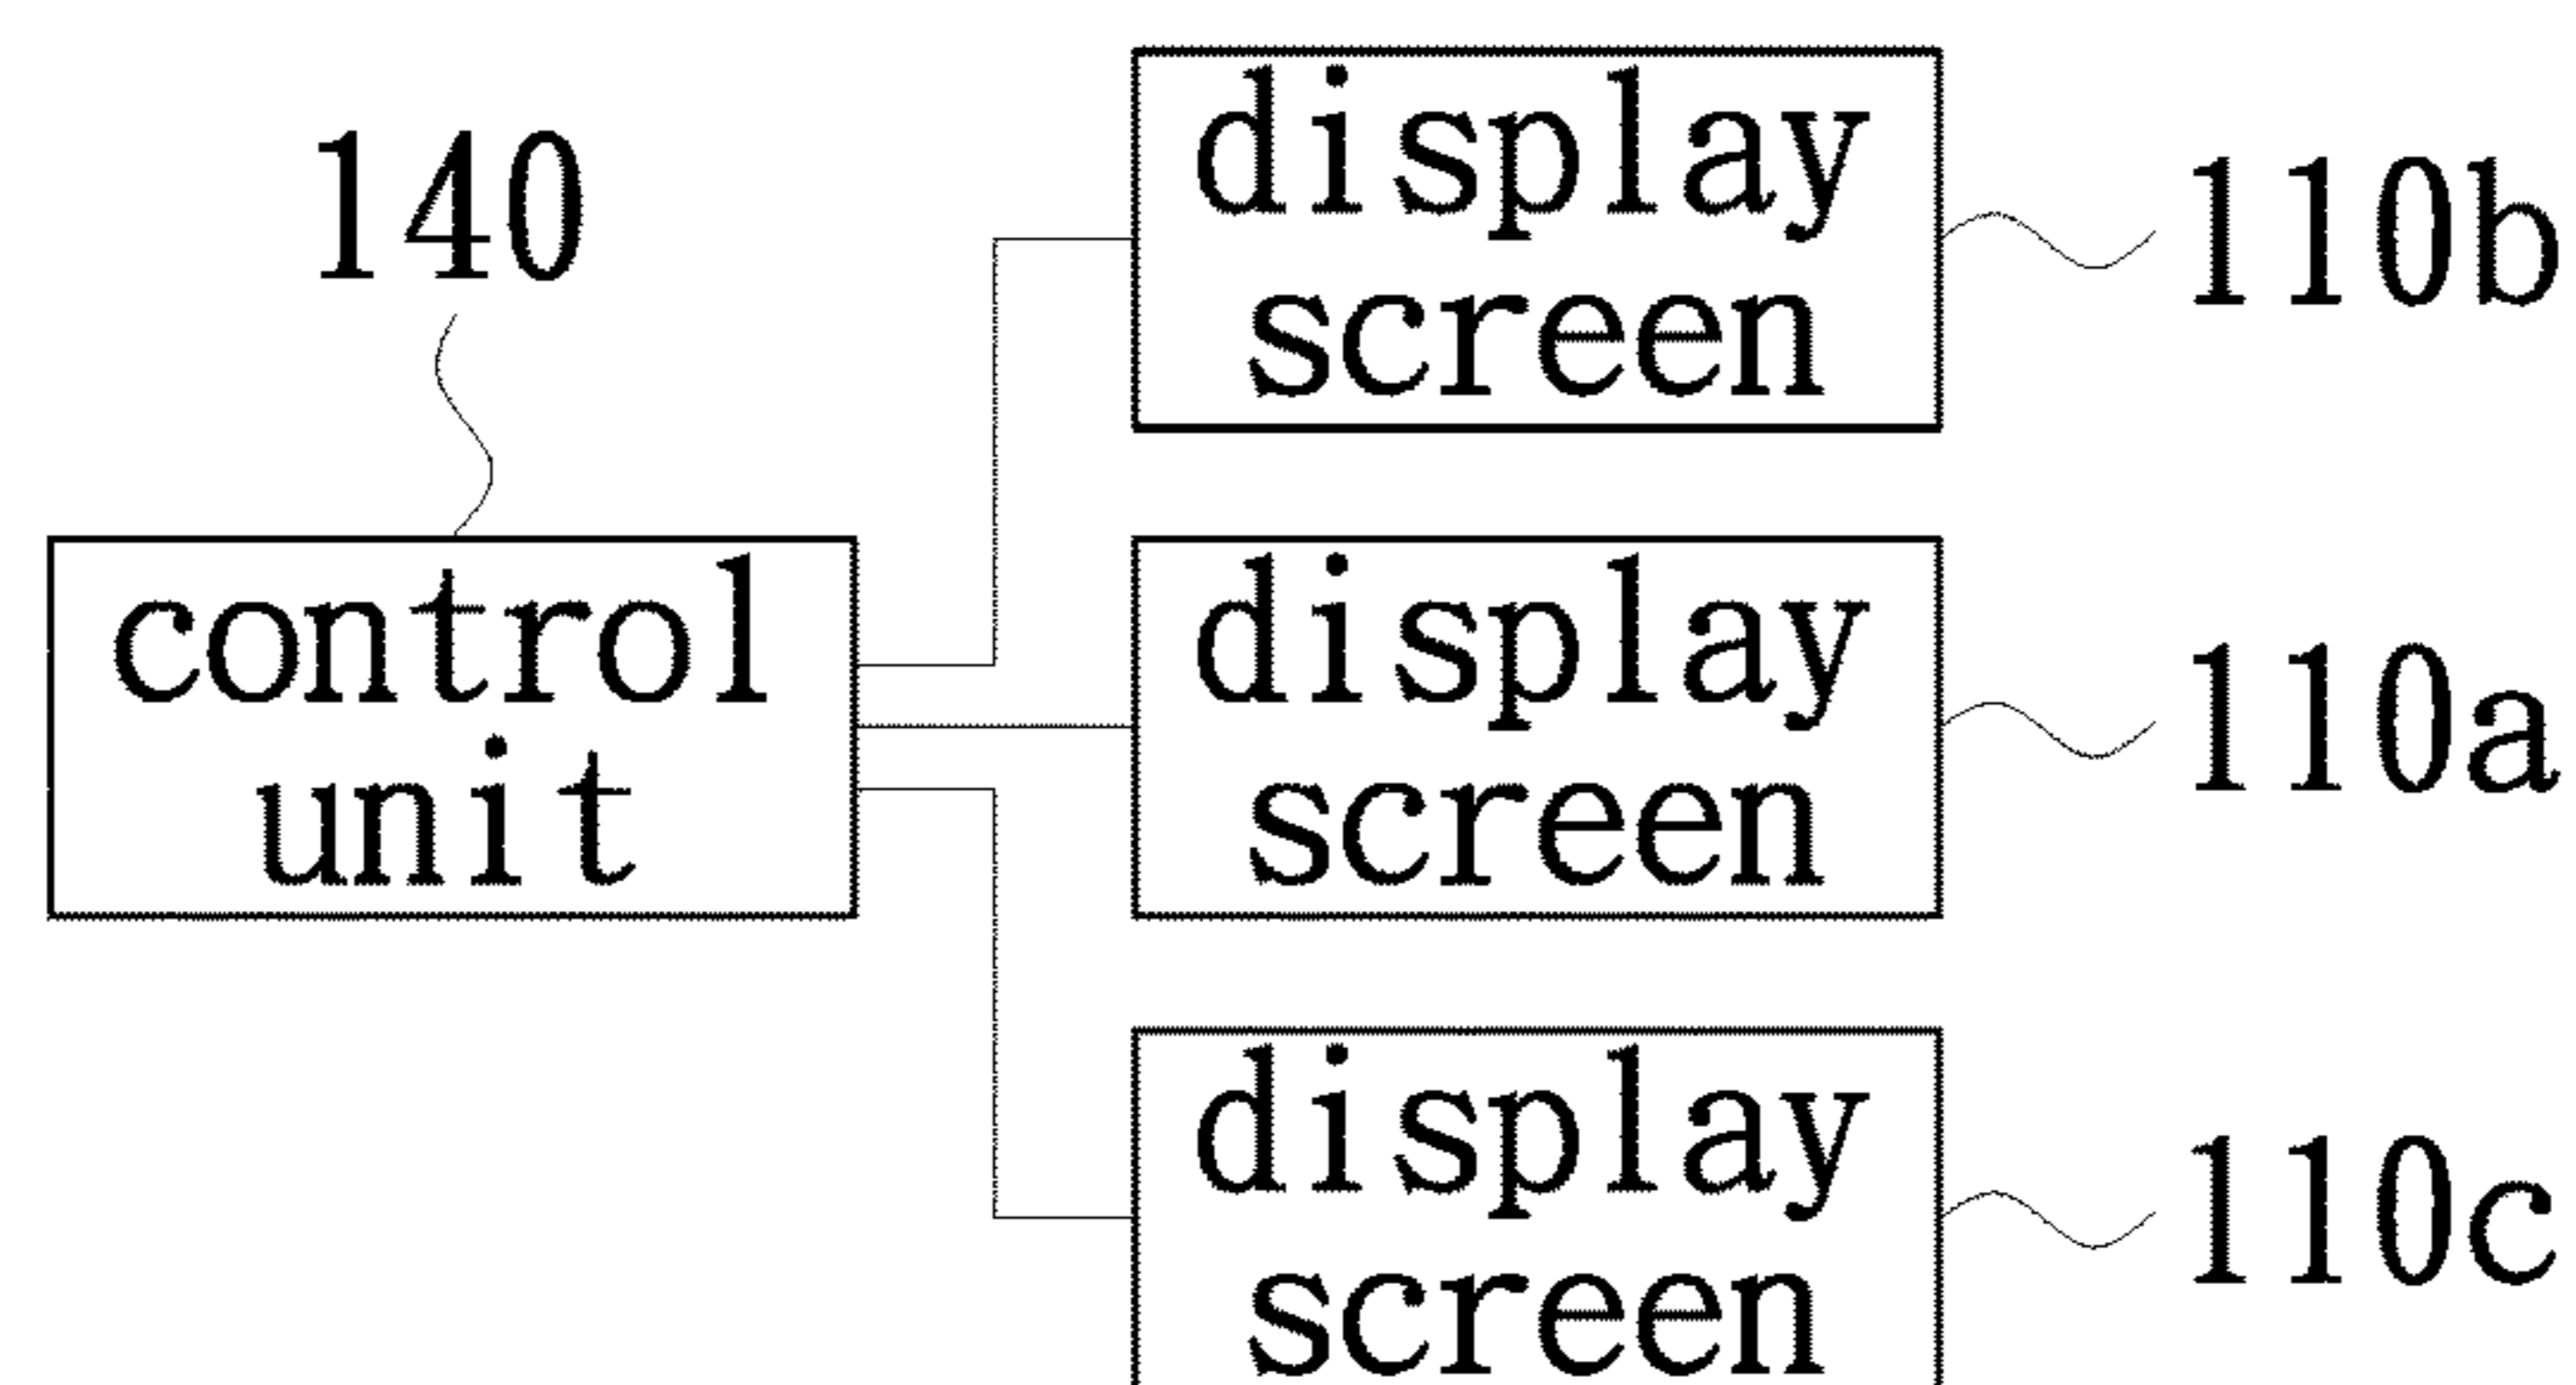 140
display
screen
110b
control
unit
display
screen
110a
display
screen
110c